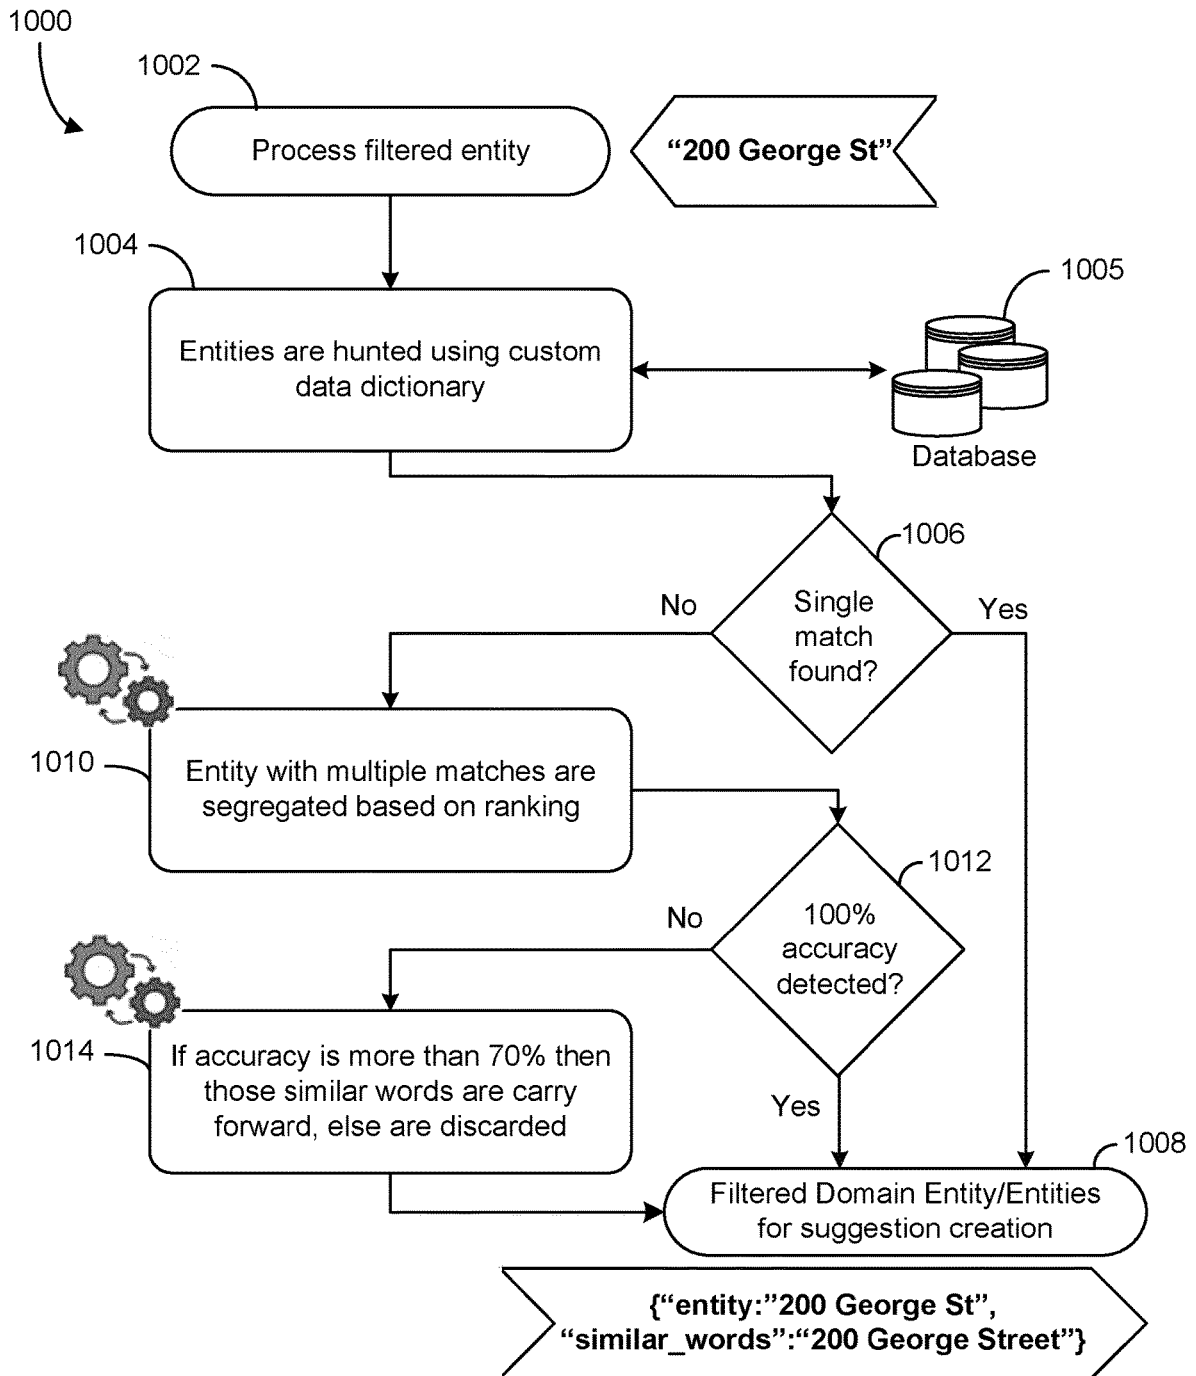 1000
1002
Process filtered entity
“200 George St”
1004
1005
Entities are hunted using custom
data dictionary
Database
1006
No
Single
match
found?
Yes
1010
Entity with multiple matches are
segregated based on ranking
1012
No
100%
accuracy
detected?
1014
If accuracy is more than 70% then
those similar words are carry
forward, else are discarded
Yes
1008
Filtered Domain Entity/Entities
for suggestion creation
{“entity:”200 George St”,
“similar_words”:“200 George Street”}